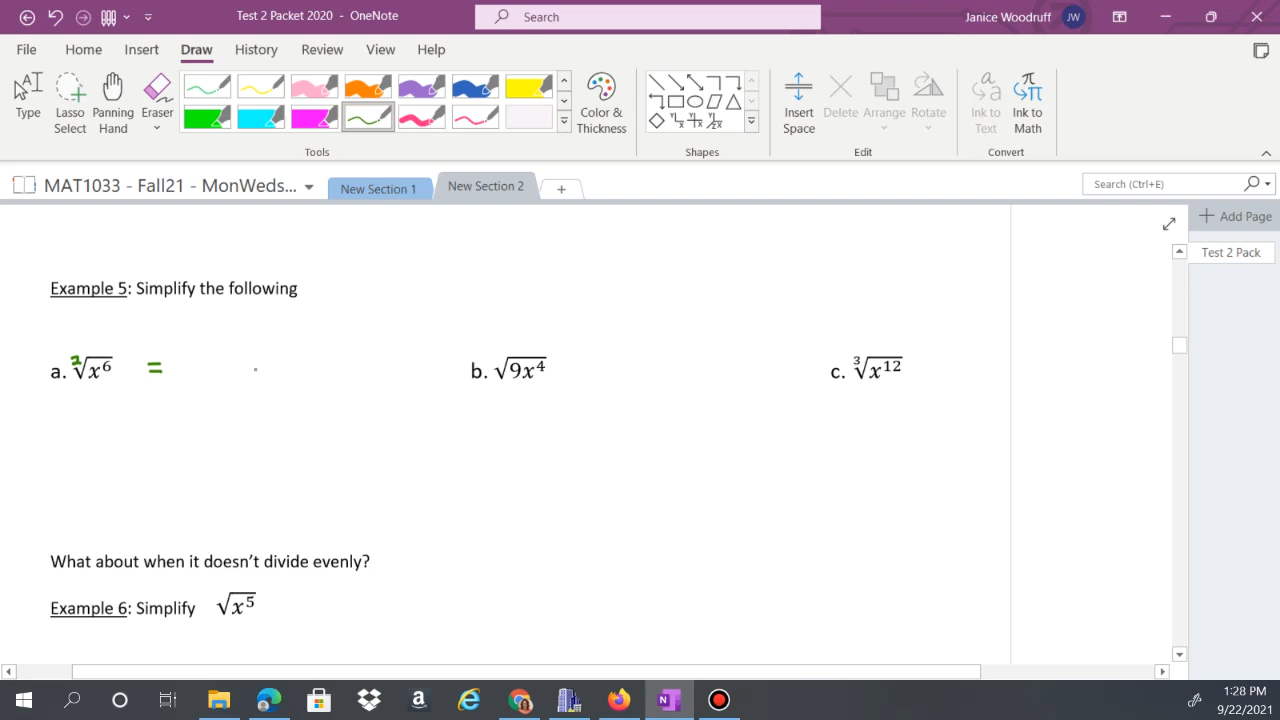 Test 2 Packet 2020 - OneNote
Search
Janice Woodruff JW
File Home Insert Draw History Review View Help
Type Lasso Select Panning Hand Eraser
Color & Thickness
Insert Space Delete Arrange Rotate
Ink to Text Ink to Math
Tools Shapes Edit Convert
MAT1033 - Fall21 - MonWeds... New Section 1 New Section 2 +
Search (Ctrl+E)
Add Page
Test 2 Pack
Example 5: Simplify the following
a. ²√x⁶ =
b. √9x⁴
c. ³√x¹²
What about when it doesn't divide evenly?
Example 6: Simplify √x⁵
1:28 PM
9/22/2021